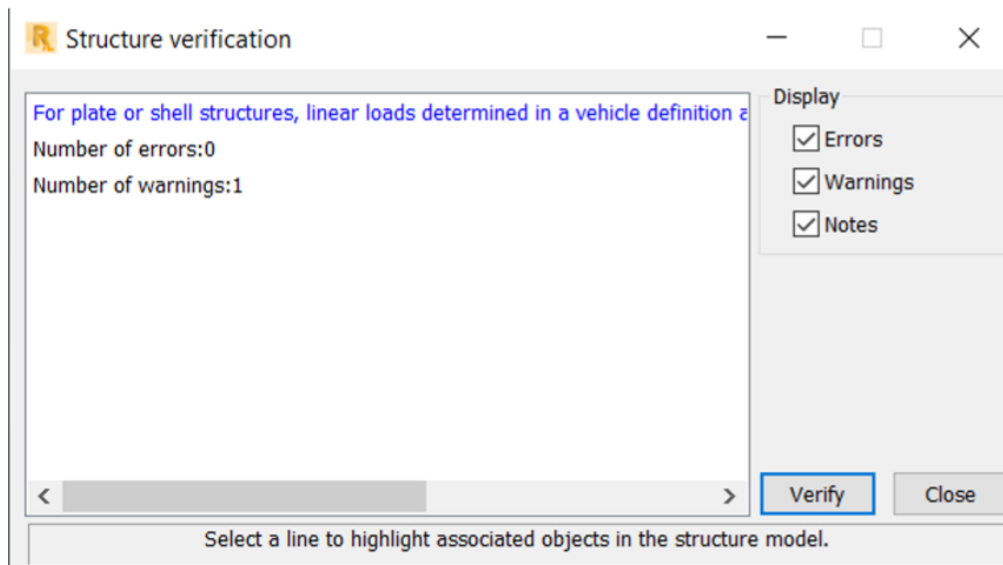 Structure verification
For plate or shell structures, linear loads determined in a vehicle definition
Number of errors:0
Number of warnings:1
Display
Errors
Warnings
Notes
Verify
Close
Select a line to highlight associated objects in the structure model.